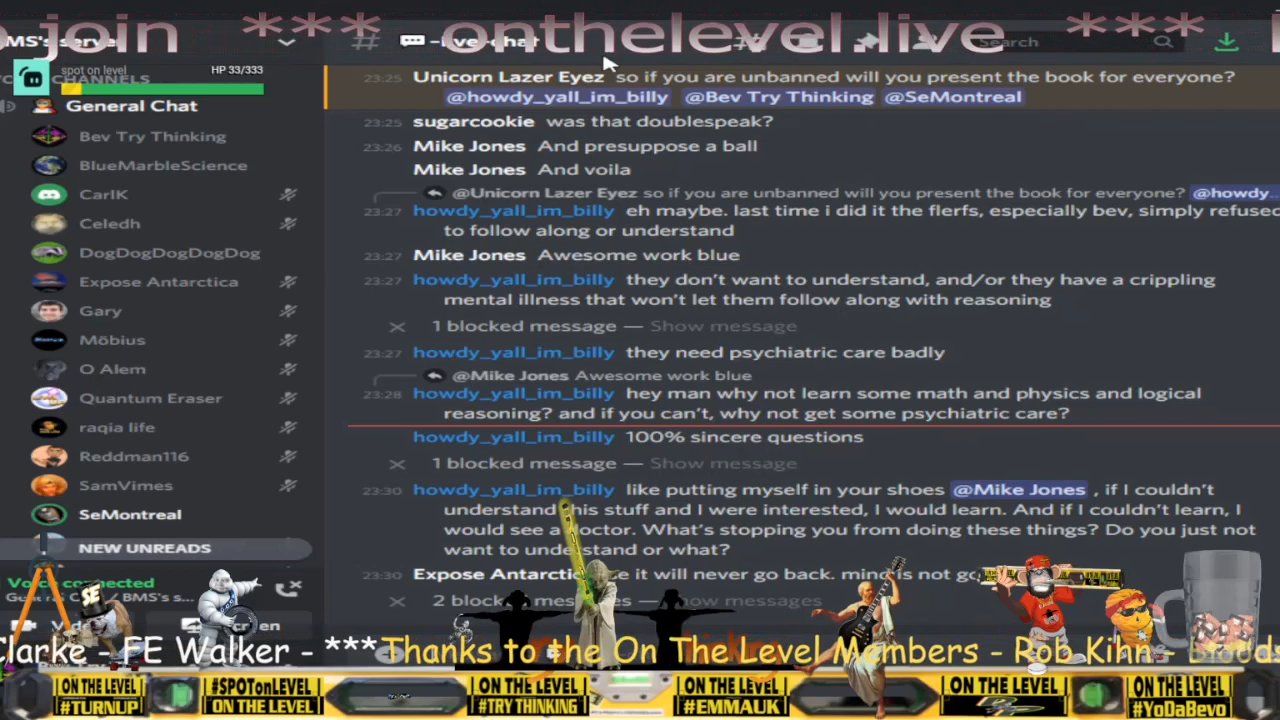 join *** onthelevel.live ***
MS's serve
-live-chat
Search
spot on level HP 33/333
CHANNELS
General Chat
Bev Try Thinking
BlueMarbleScience
CarlK
Celedh
DogDogDogDogDog
Expose Antarctica
Gary
Möbius
O Alem
Quantum Eraser
raqia life
Reddman116
SamVimes
SeMontreal
NEW UNREADS
Voice connected
BMS's s...
23:25 Unicorn Lazer Eyez so if you are unbanned will you present the book for everyone?
@howdy_yall_im_billy @Bev Try Thinking @SeMontreal
23:25 sugarcookie was that doublespeak?
23:26 Mike Jones And presuppose a ball
Mike Jones And voila
@Unicorn Lazer Eyez so if you are unbanned will you present the book for everyone? @howdy
23:27 howdy_yall_im_billy eh maybe. last time i did it the flerfs, especially bev, simply refused
to follow along or understand
23:27 Mike Jones Awesome work blue
23:27 howdy_yall_im_billy they don't want to understand, and/or they have a crippling
mental illness that won't let them follow along with reasoning
1 blocked message — Show message
23:27 howdy_yall_im_billy they need psychiatric care badly
@Mike Jones Awesome work blue
23:28 howdy_yall_im_billy hey man why not learn some math and physics and logical
reasoning? and if you can't, why not get some psychiatric care?
howdy_yall_im_billy 100% sincere questions
1 blocked message — Show message
23:30 howdy_yall_im_billy like putting myself in your shoes @Mike Jones , if I couldn't
understand this stuff and I were interested, I would learn. And if I couldn't learn, I
would see a doctor. What's stopping you from doing these things? Do you just not
want to understand or what?
23:30 Expose Antarctic it will never go back. mind is not
2 blocked messages — Show messages
SE
Clarke - FE Walker - ***Thanks to the On The Level Members - Rob Kihn - Bloods
ON THE LEVEL
#TURNUP
#SPOTonLEVEL
ON THE LEVEL
ON THE LEVEL
#TRY THINKING
ON THE LEVEL
#EMMAUK
ON THE LEVEL
ON THE LEVEL
#YoDaBevo